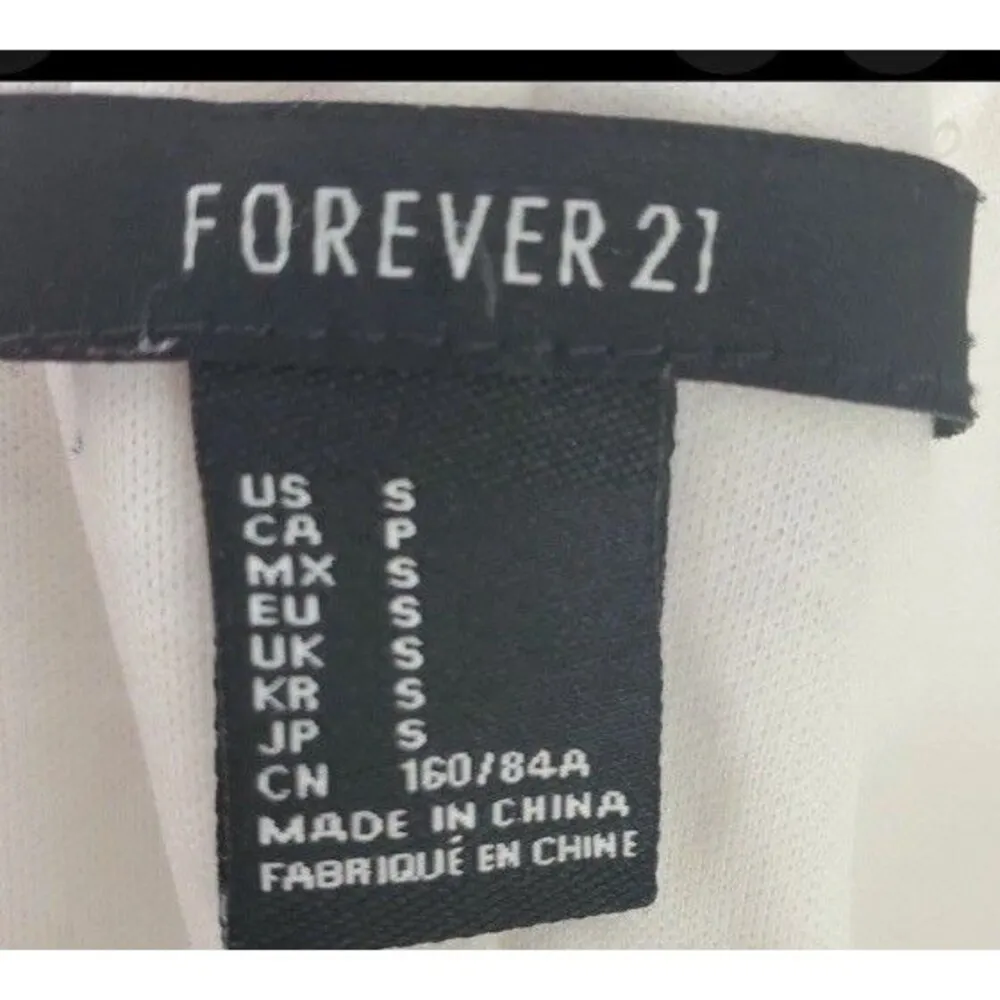 FOREVER 21
US S
CA P
MX S
EU S
UK S
KR S
JP S
CN 160/84A
MADE IN CHINA
FABRIQUÉ EN CHINE